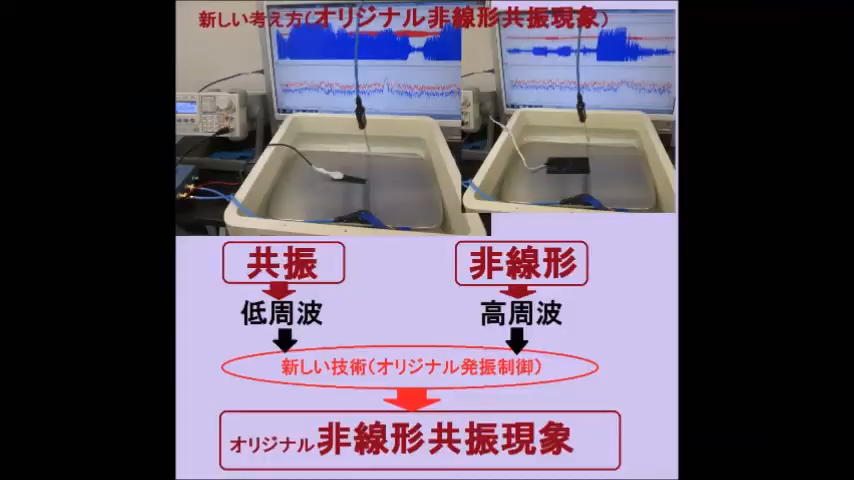 新しい考え方(オリジナル非線形共振現象)
共振
非線形
低周波
高周波
新しい技術(オリジナル発振制御)
オリジナル非線形共振現象